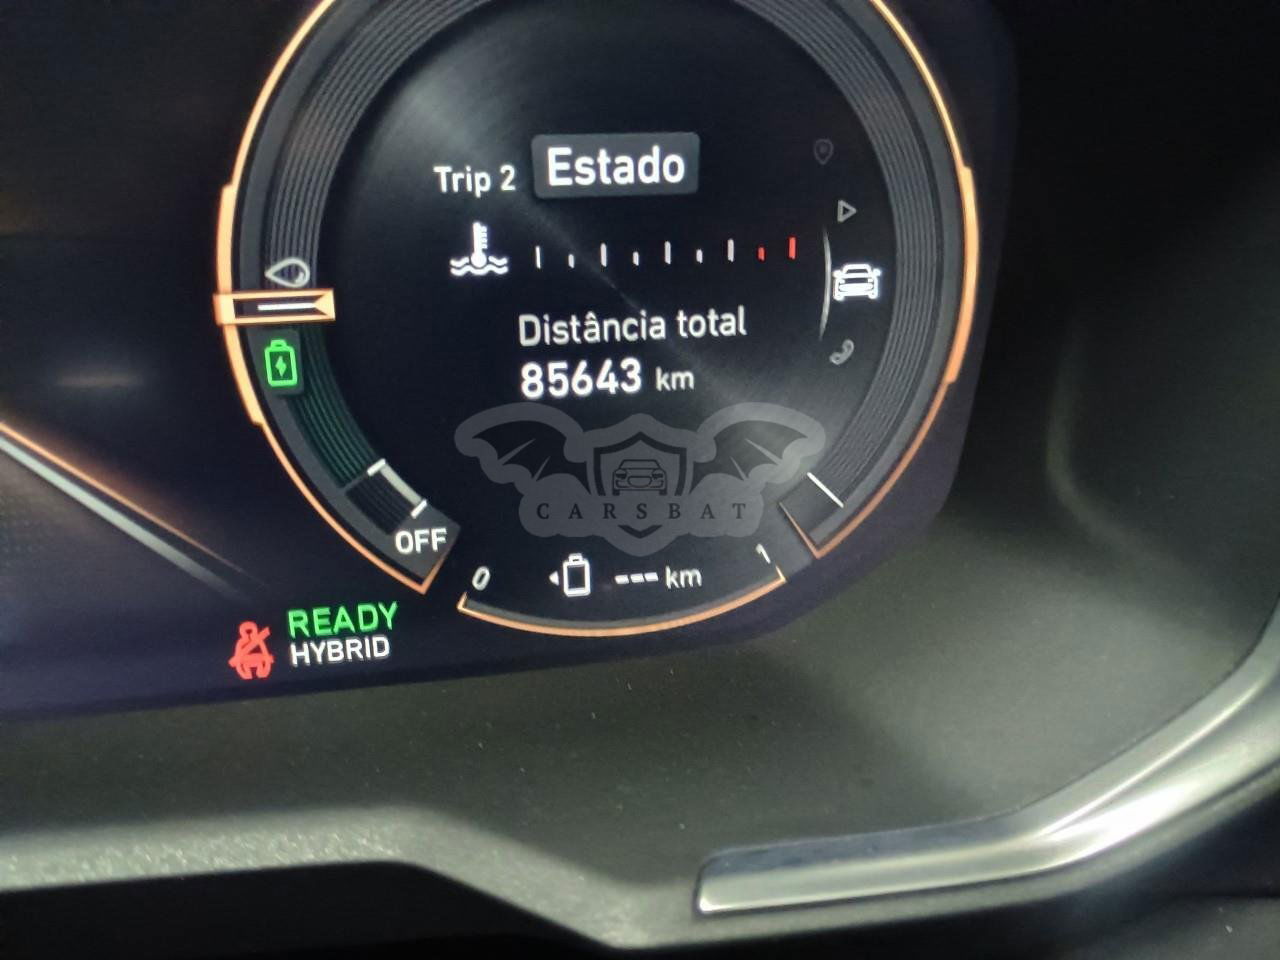 Trip 2 Estado
Distância total
85643 km
CARSBAT
OFF
0 --- km 1
READY
HYBRID